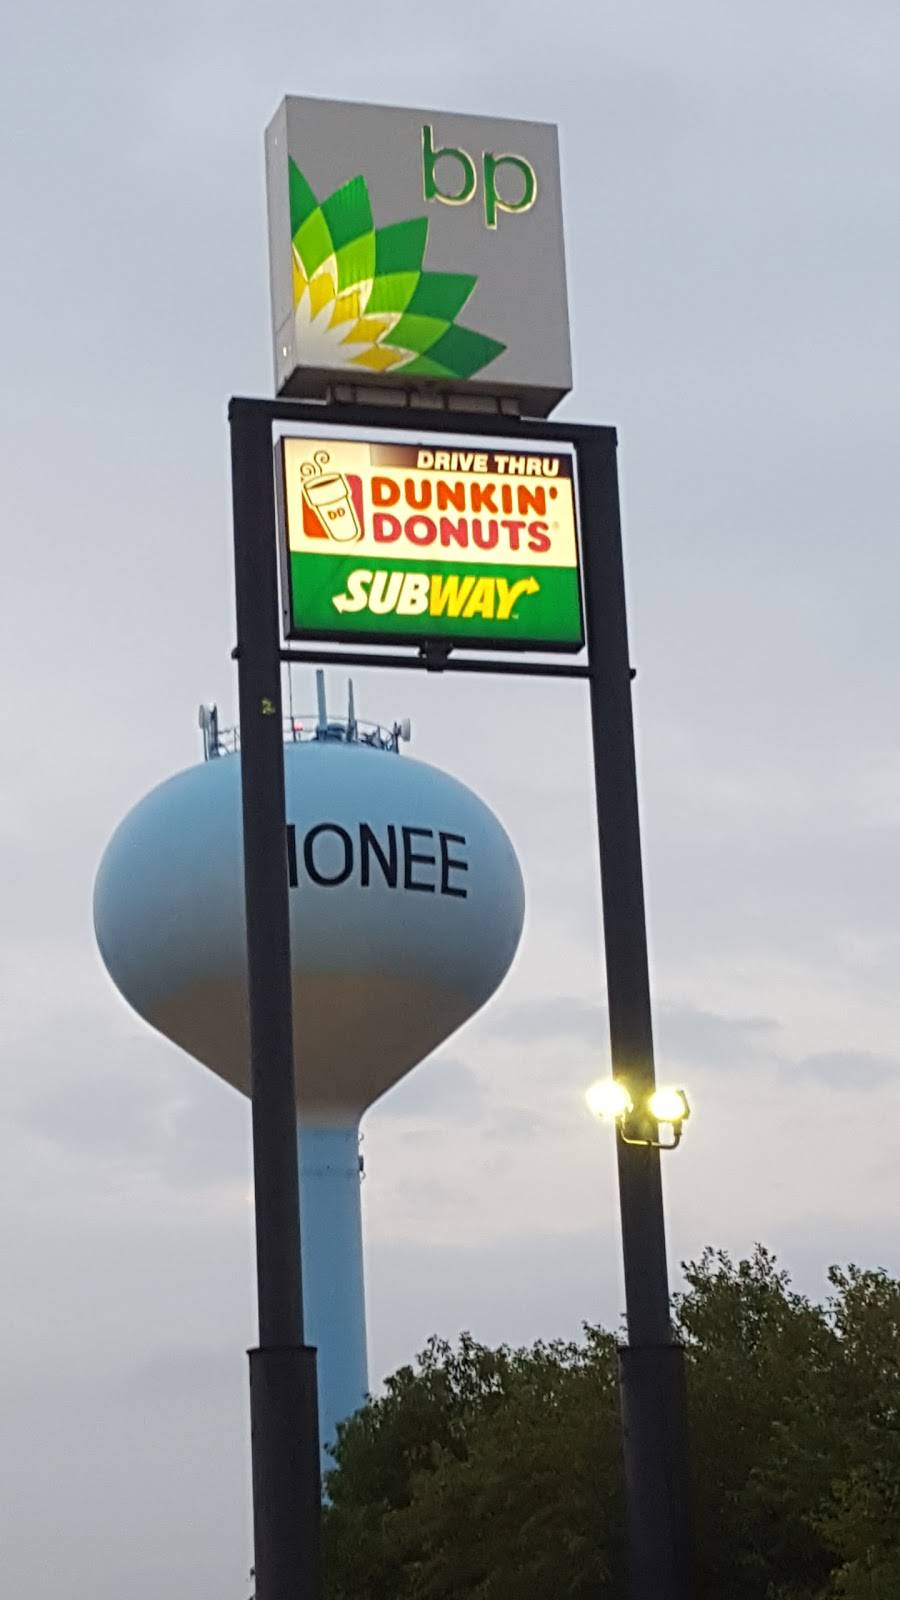 bp
DRIVE THRU
DD
DUNKIN'
DONUTS
SUBWAY
IONEE